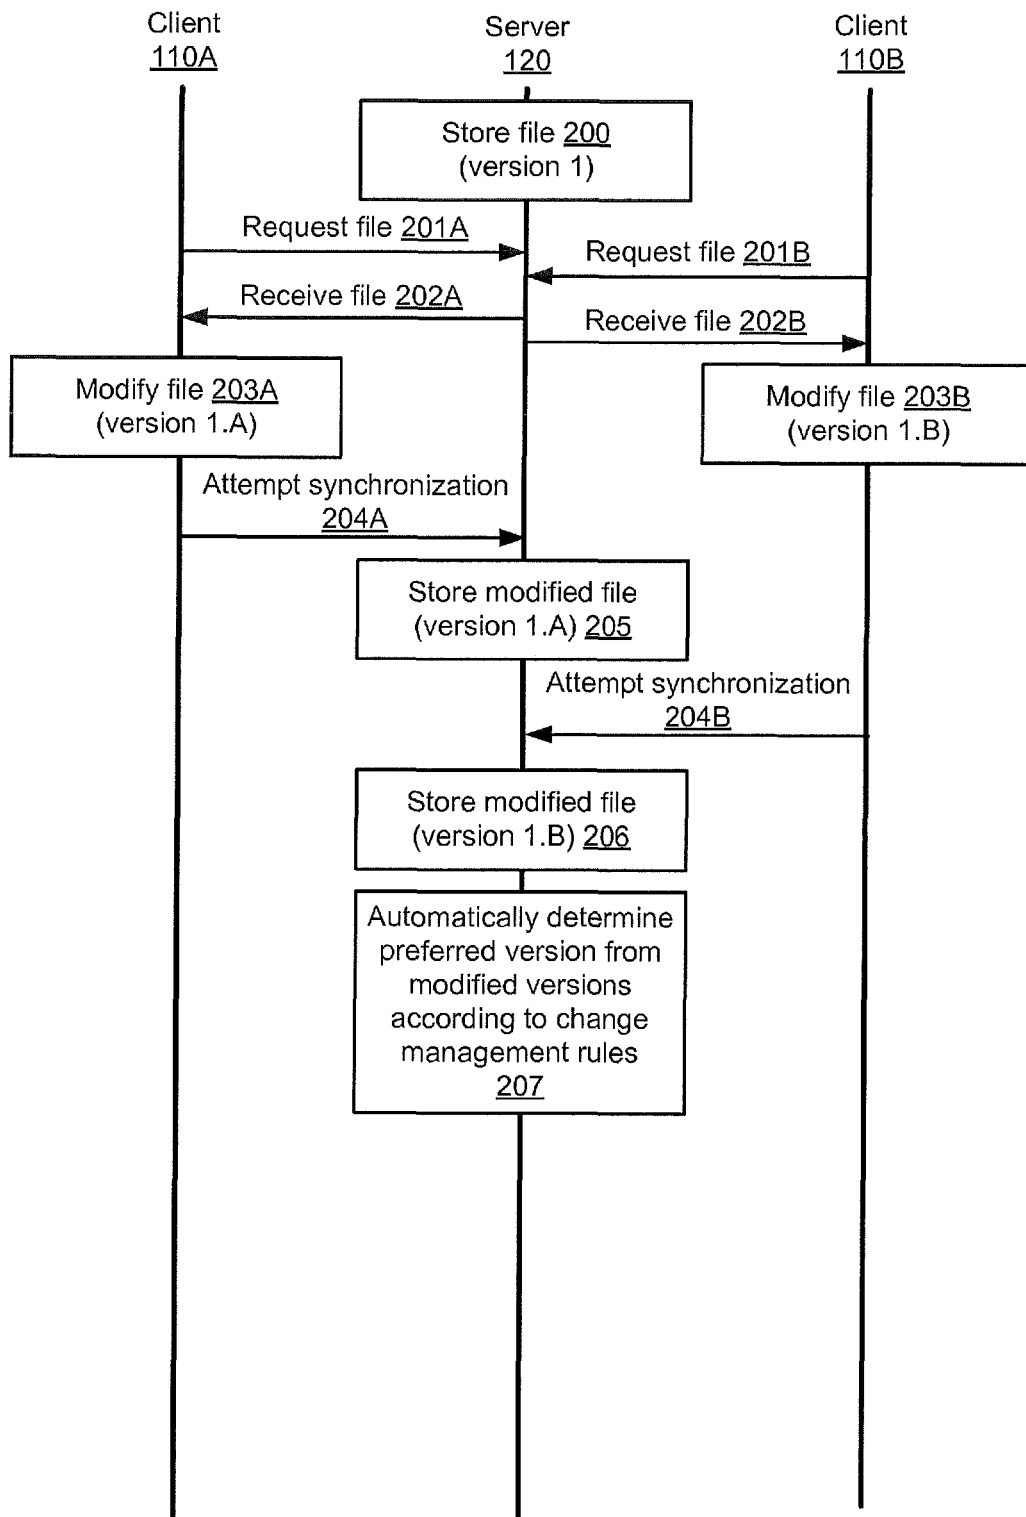 Client
110A
Server
120
Client
110B
Store file 200
(version 1)
Request file 201A
Request file 201B
Receive file 202A
Receive file 202B
Modify file 203A
(version 1.A)
Modify file 203B
(version 1.B)
Attempt synchronization
204A
Store modified file
(version 1.A) 205
Attempt synchronization
204B
Store modified file
(version 1.B) 206
Automatically determine
preferred version from
modified versions
according to change
management rules
207